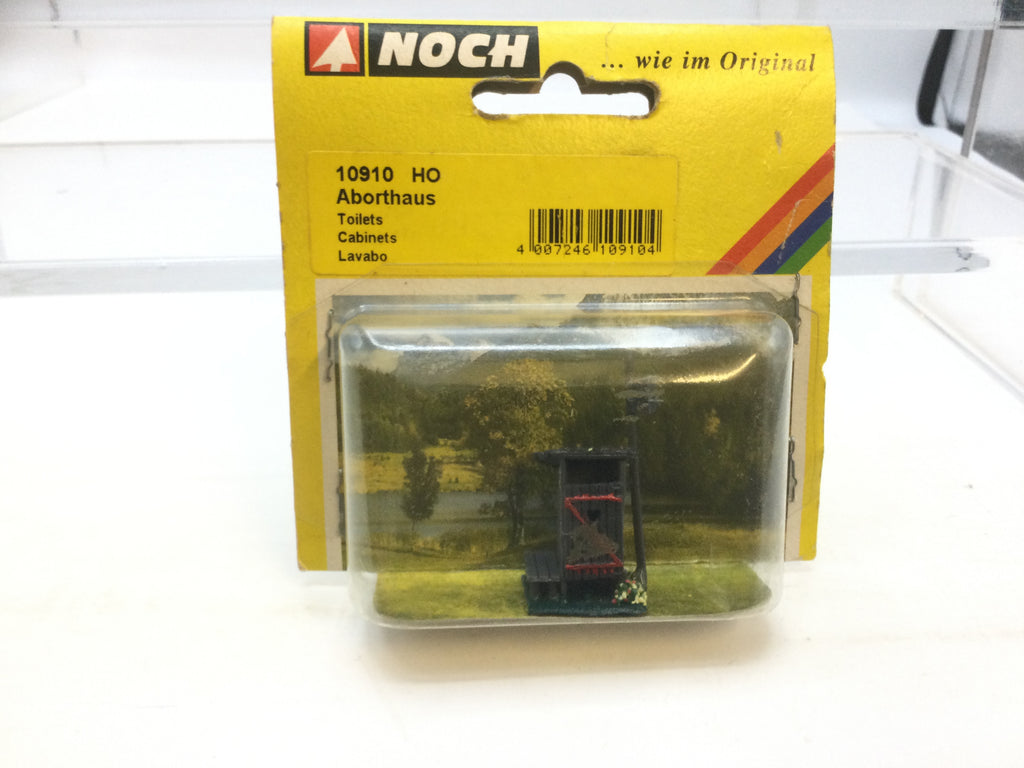 NOCH
... wie im Original
10910 HO
Aborthaus
Toilets
Cabinets
Lavabo
4 007246 109104